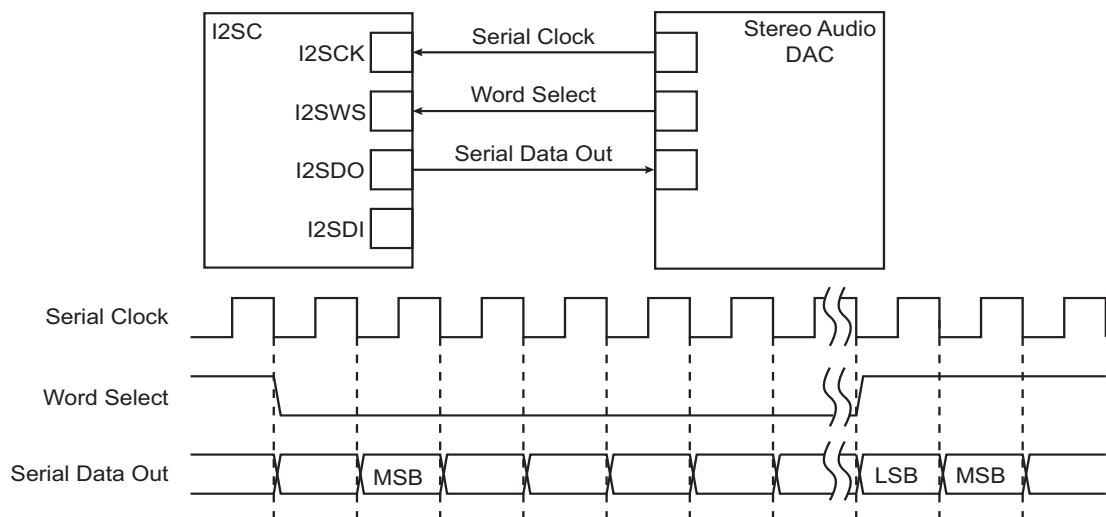 I2SC
Stereo Audio
DAC
I2SCK
Serial Clock
I2SWS
Word Select
I2SDO
Serial Data Out
I2SDI
Serial Clock
Word Select
Serial Data Out
MSB
LSB
MSB